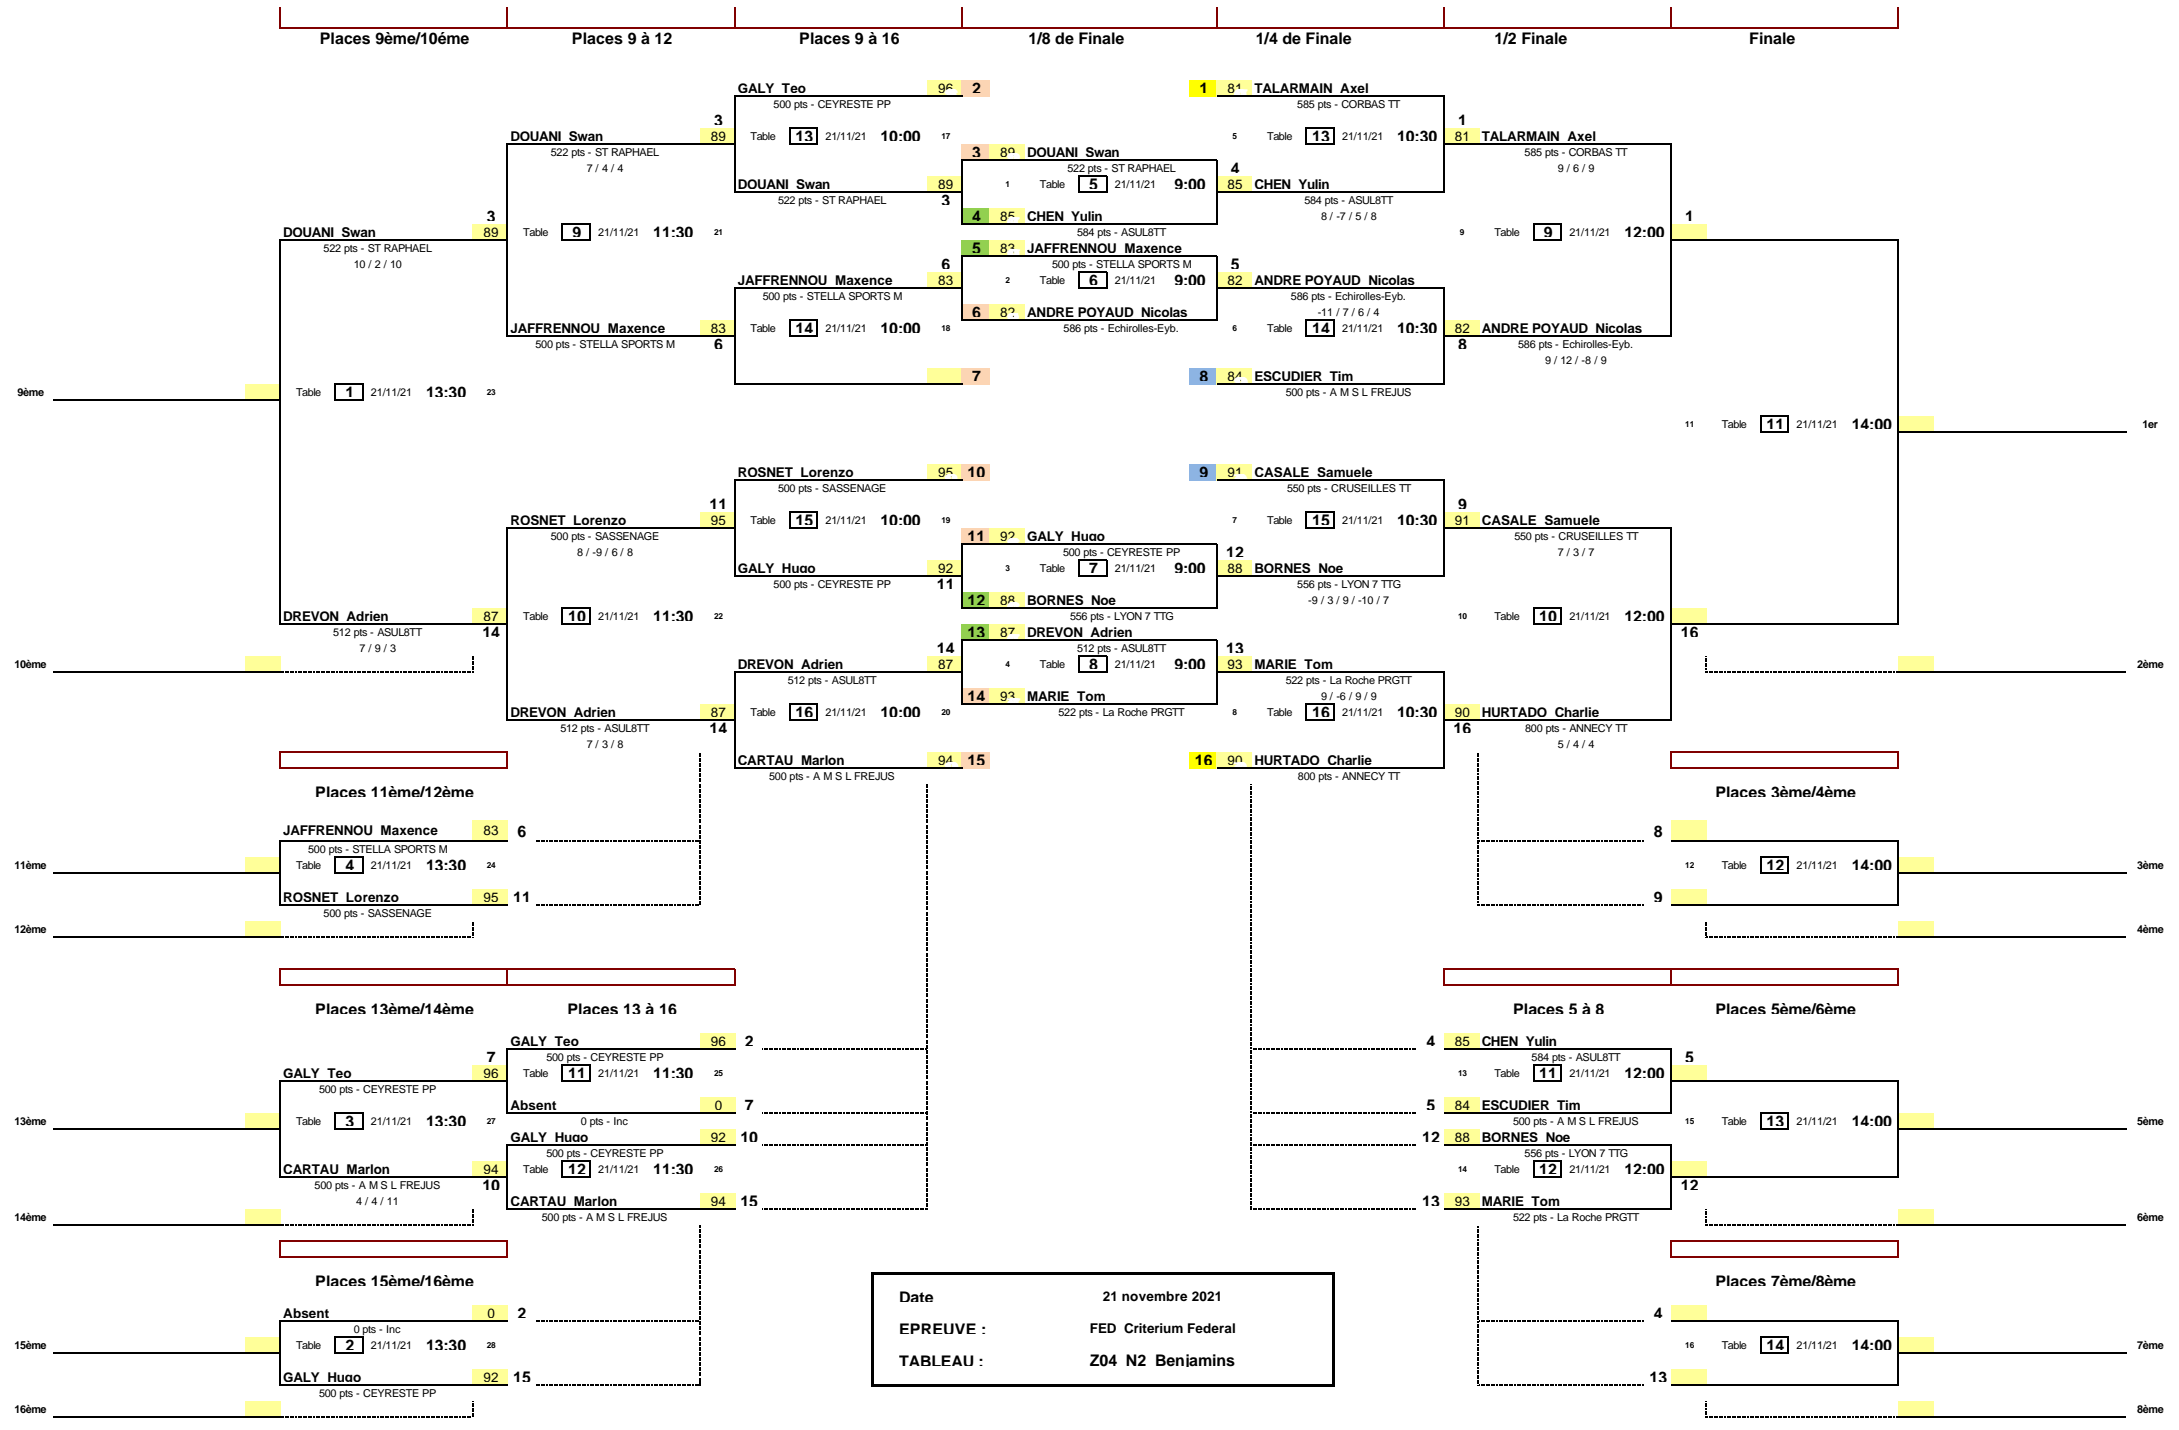 Places 9ème/10éme Places 9 à 12 Places 9 à 16 1/8 de Finale 1/4 de Finale 1/2 Finale Finale
GALY Teo 96 2 1 81 TALARMAIN Axel
500 pts - CEYRESTE PP 585 pts - CORBAS TT
3 1
DOUANI Swan 89 Table 13 21/11/21 10:00 17 5 Table 13 21/11/21 10:30 81 TALARMAIN Axel
522 pts - ST RAPHAEL 3 89 DOUANI Swan 585 pts - CORBAS TT
7 / 4 / 4 522 pts - ST RAPHAEL 4 9 / 6 / 9
DOUANI Swan 89 1 Table 5 21/11/21 9:00 85 CHEN Yulin
522 pts - ST RAPHAEL 3 584 pts - ASUL8TT
3 4 85 CHEN Yulin 8 / -7 / 5 / 8 1
DOUANI Swan 89 Table 9 21/11/21 11:30 21 584 pts - ASUL8TT 9 Table 9 21/11/21 12:00
522 pts - ST RAPHAEL 5 83 JAFFRENNOU Maxence
10 / 2 / 10 6 500 pts - STELLA SPORTS M 5
JAFFRENNOU Maxence 83 2 Table 6 21/11/21 9:00 82 ANDRE POYAUD Nicolas
500 pts - STELLA SPORTS M 586 pts - Echirolles-Eyb.
6 82 ANDRE POYAUD Nicolas -11 / 7 / 6 / 4
JAFFRENNOU Maxence 83 Table 14 21/11/21 10:00 18 586 pts - Echirolles-Eyb. 6 Table 14 21/11/21 10:30 82 ANDRE POYAUD Nicolas
500 pts - STELLA SPORTS M 6 8 586 pts - Echirolles-Eyb.
9 / 12 / -8 / 9
7 8 84 ESCUDIER Tim
9ème Table 1 21/11/21 13:30 23 500 pts - A M S L FREJUS
11 Table 11 21/11/21 14:00 1er
ROSNET Lorenzo 95 10 9 91 CASALE Samuele
500 pts - SASSENAGE 550 pts - CRUSEILLES TT
11 9
ROSNET Lorenzo 95 Table 15 21/11/21 10:00 19 7 Table 15 21/11/21 10:30 91 CASALE Samuele
500 pts - SASSENAGE 11 92 GALY Hugo 550 pts - CRUSEILLES TT
8 / -9 / 6 / 8 500 pts - CEYRESTE PP 12 7 / 3 / 7
GALY Hugo 92 3 Table 7 21/11/21 9:00 88 BORNES Noe
500 pts - CEYRESTE PP 11 556 pts - LYON 7 TTG
12 88 BORNES Noe -9 / 3 / 9 / -10 / 7
DREVON Adrien 87 Table 10 21/11/21 11:30 22 556 pts - LYON 7 TTG 10 Table 10 21/11/21 12:00
512 pts - ASUL8TT 14 13 87 DREVON Adrien 16
7 / 9 / 3 14 512 pts - ASUL8TT 13
10ème DREVON Adrien 87 4 Table 8 21/11/21 9:00 93 MARIE Tom 2ème
512 pts - ASUL8TT 522 pts - La Roche PRGTT
14 93 MARIE Tom 9 / -6 / 9 / 9
DREVON Adrien 87 Table 16 21/11/21 10:00 20 522 pts - La Roche PRGTT 8 Table 16 21/11/21 10:30 90 HURTADO Charlie
512 pts - ASUL8TT 14 16 800 pts - ANNECY TT
7 / 3 / 8 5 / 4 / 4
CARTAU Marlon 94 15 16 90 HURTADO Charlie
500 pts - A M S L FREJUS 800 pts - ANNECY TT
Places 11ème/12ème Places 3ème/4ème
JAFFRENNOU Maxence 83 6 8
500 pts - STELLA SPORTS M
11ème Table 4 21/11/21 13:30 24 12 Table 12 21/11/21 14:00 3ème
ROSNET Lorenzo 95 11 9
500 pts - SASSENAGE
12ème 4ème
Places 13ème/14ème Places 13 à 16 Places 5 à 8 Places 5ème/6ème
GALY Teo 96 2 4 85 CHEN Yulin
7 500 pts - CEYRESTE PP 584 pts - ASUL8TT 5
GALY Teo 96 Table 11 21/11/21 11:30 25 13 Table 11 21/11/21 12:00
500 pts - CEYRESTE PP
Absent 0 7 5 84 ESCUDIER Tim
13ème Table 3 21/11/21 13:30 27 0 pts - Inc 500 pts - A M S L FREJUS 15 Table 13 21/11/21 14:00 5ème
GALY Hugo 92 10 12 88 BORNES Noe
500 pts - CEYRESTE PP 556 pts - LYON 7 TTG
CARTAU Marlon 94 Table 12 21/11/21 11:30 26 14 Table 12 21/11/21 12:00
500 pts - A M S L FREJUS 10 12
4 / 4 / 11 CARTAU Marlon 94 15 13 93 MARIE Tom
14ème 500 pts - A M S L FREJUS 522 pts - La Roche PRGTT 6ème
Places 15ème/16ème Places 7ème/8ème
Date 21 novembre 2021
Absent 0 2 4
0 pts - Inc EPREUVE : FED Criterium Federal
15ème Table 2 21/11/21 13:30 28 16 Table 14 21/11/21 14:00 7ème
TABLEAU : Z04 N2 Benjamins
GALY Hugo 92 15 13
500 pts - CEYRESTE PP
16ème 8ème